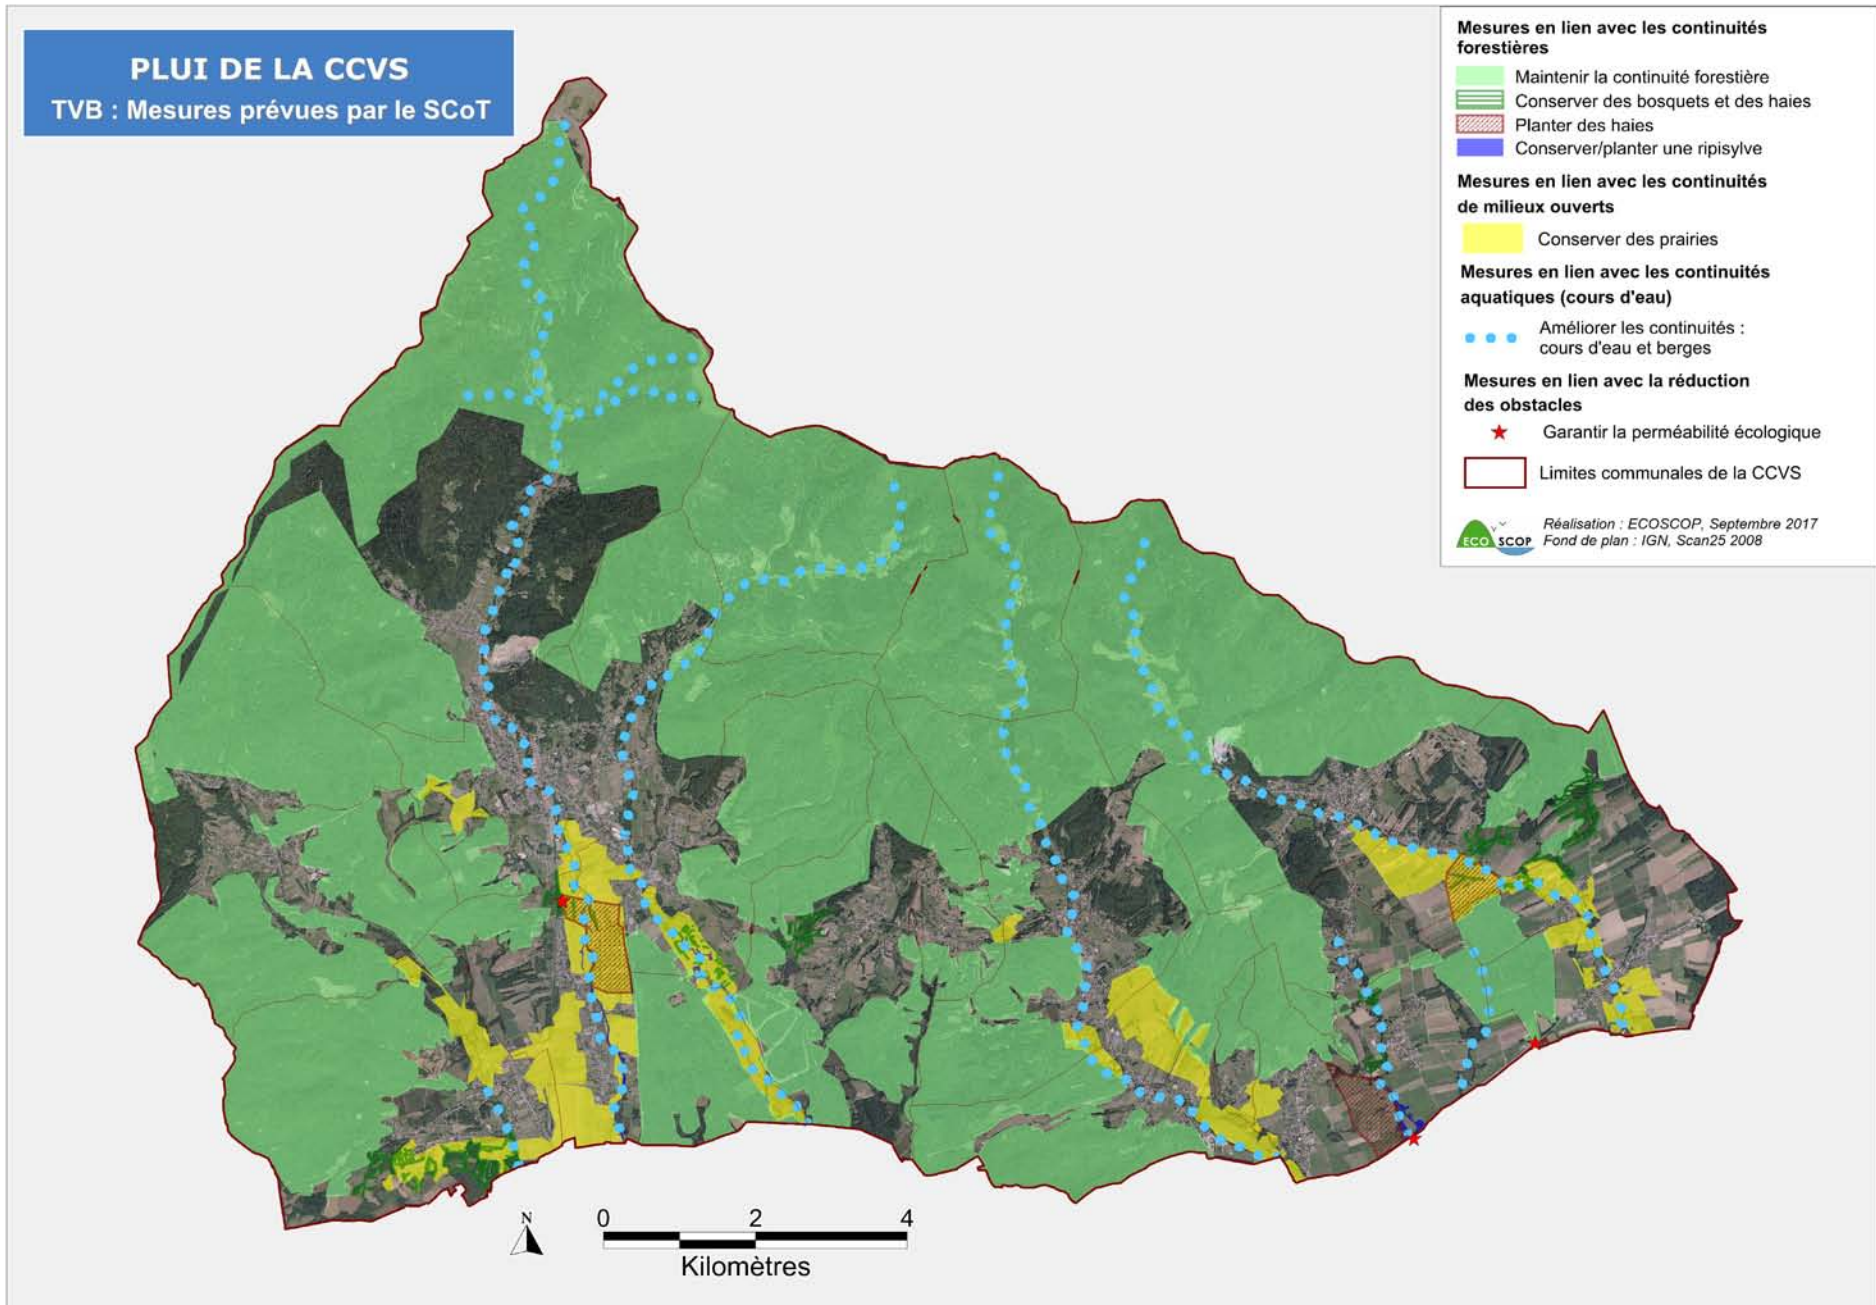 PLUI DE LA CCVS
TVB : Mesures prévues par le SCoT
Mesures en lien avec les continuités
forestières
Maintenir la continuité forestière
Conserver des bosquets et des haies
Planter des haies
Conserver/planter une ripisylve
Mesures en lien avec les continuités
de milieux ouverts
Conserver des prairies
Mesures en lien avec les continuités
aquatiques (cours d'eau)
Améliorer les continuités :
cours d'eau et berges
Mesures en lien avec la réduction
des obstacles
Garantir la perméabilité écologique
Limites communales de la CCVS
ECO SCOP
Réalisation : ECOSCOP, Septembre 2017
Fond de plan : IGN, Scan25 2008
N
0 2 4
Kilomètres